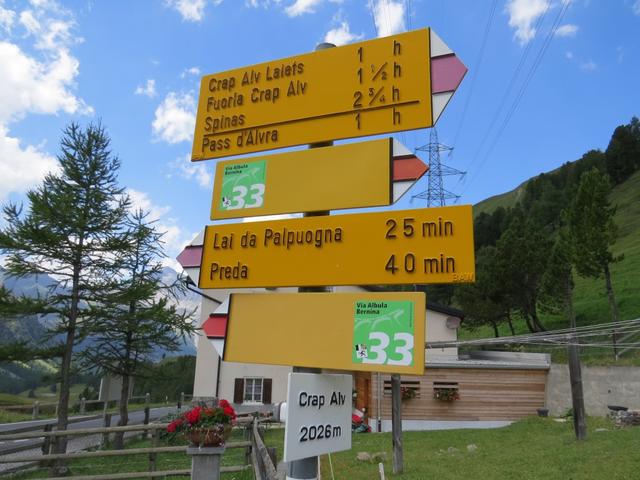 Crap Alv Laiets 1 h
Fuorla Crap Alv 1 ½ h
Spinas 2 ¾ h
Pass d'Alvra 1 h
Via Albula
Bernina
33
Lai da Palpuogna 25 min
Preda 40 min
BAW
Via Albula
Bernina
33
Crap Alv
2026m